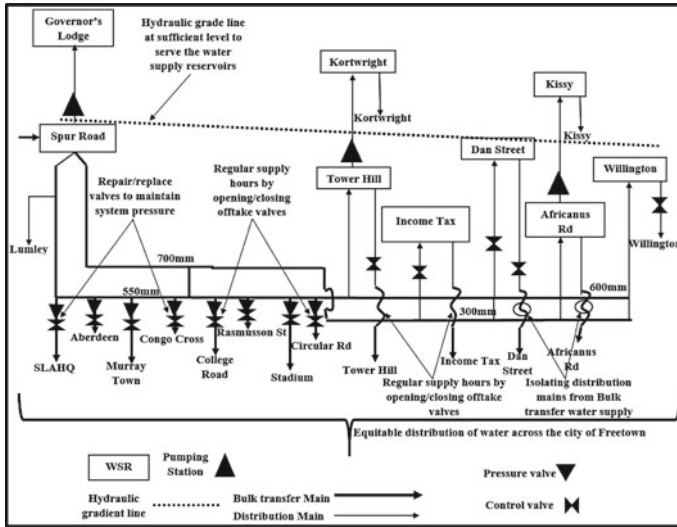 Governor's
Lodge
Hydraulic grade line
at sufficient level to
serve the water
supply reservoirs
Kortwright
Kortwright
Kissy
Kissy
Spur Road
Repair/replace
valves to maintain
system pressure
Regular supply
hours by
opening/closing
offtake valves
Tower Hill
Dan Street
Willington
Income Tax
Africanus
Rd
Willington
Lumley
700mm
550mm
600mm
300mm
SLAHQ
Aberdeen
Murray
Town
Congo Cross
College
Road
Rasmusson St
Stadium
Circular Rd
Tower Hill
Income Tax
Dan
Street
Africanus
Rd
Regular supply hours by
opening/closing offtake
valves
Isolating distribution
mains from Bulk
transfer water supply
Equitable distribution of water across the city of Freetown
WSR
Pumping
Station
Pressure valve
Hydraulic
gradient line
Bulk transfer Main
Distribution Main
Control valve